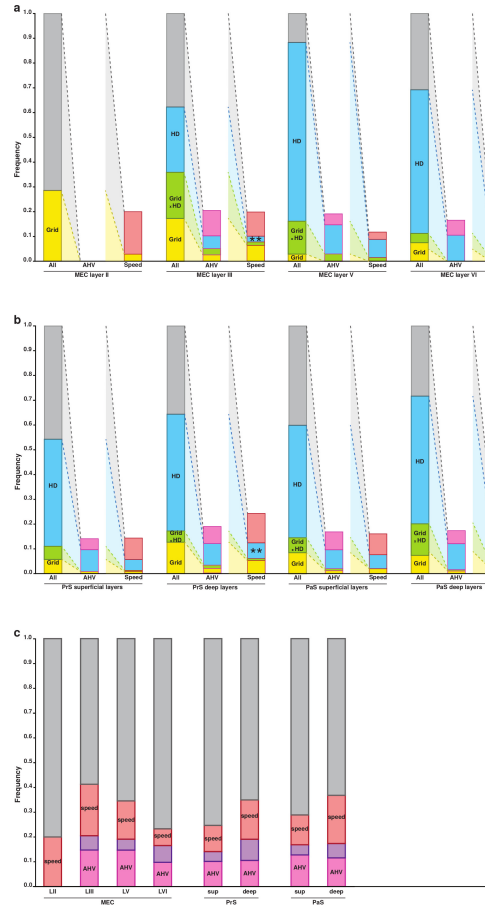 a
1.0
0.9
0.8
0.7
0.6
0.5
0.4
0.3
0.2
0.1
0.0
Frequency
Grid
HD
Grid
+HD
Grid
**
HD
Grid
+HD
Grid
HD
Grid
All AHV Speed All AHV Speed All AHV Speed All AHV
MEC layer II MEC layer III MEC layer V MEC layer VI
b
1.0
0.9
0.8
0.7
0.6
0.5
0.4
0.3
0.2
0.1
0.0
Frequency
HD
Grid
HD
Grid
+HD
Grid
**
HD
Grid
+HD
Grid
HD
Grid
+HD
Grid
All AHV Speed All AHV Speed All AHV Speed All AHV
PrS superficial layers PrS deep layers PaS superficial layers PaS deep layers
c
1.0
0.9
0.8
0.7
0.6
0.5
0.4
0.3
0.2
0.1
0.0
Frequency
speed
speed
AHV
speed
AHV
speed
AHV
speed
AHV
speed
AHV
speed
AHV
speed
AHV
LII LIII LV LVI sup deep sup deep
MEC PrS PaS